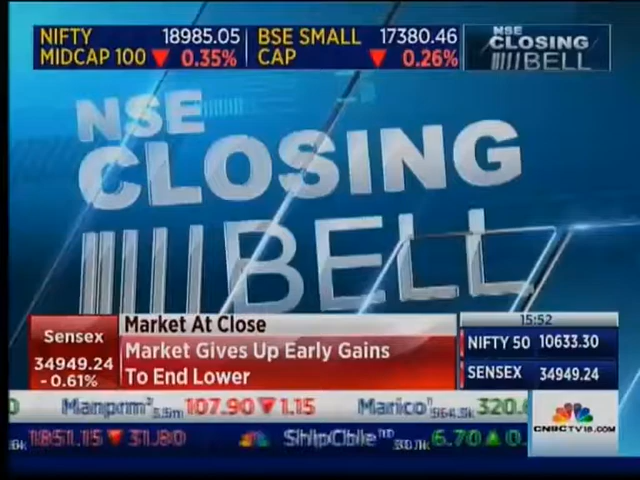 NIFTY MIDCAP 100
18985.05
▼ 0.35%
BSE SMALL CAP
17380.46
▼ 0.26%
NSE
CLOSING
BELL
NSE
CLOSING
BELL
Sensex
34949.24
- 0.61%
Market At Close
Market Gives Up Early Gains
To End Lower
15:52
NIFTY 50 10633.30
SENSEX 34949.24
107.90 ▼ 1.15
Marico 320.6
CNBCTV18.COM
1851.15 ▼ 31.80
6.70 ▲ 0.